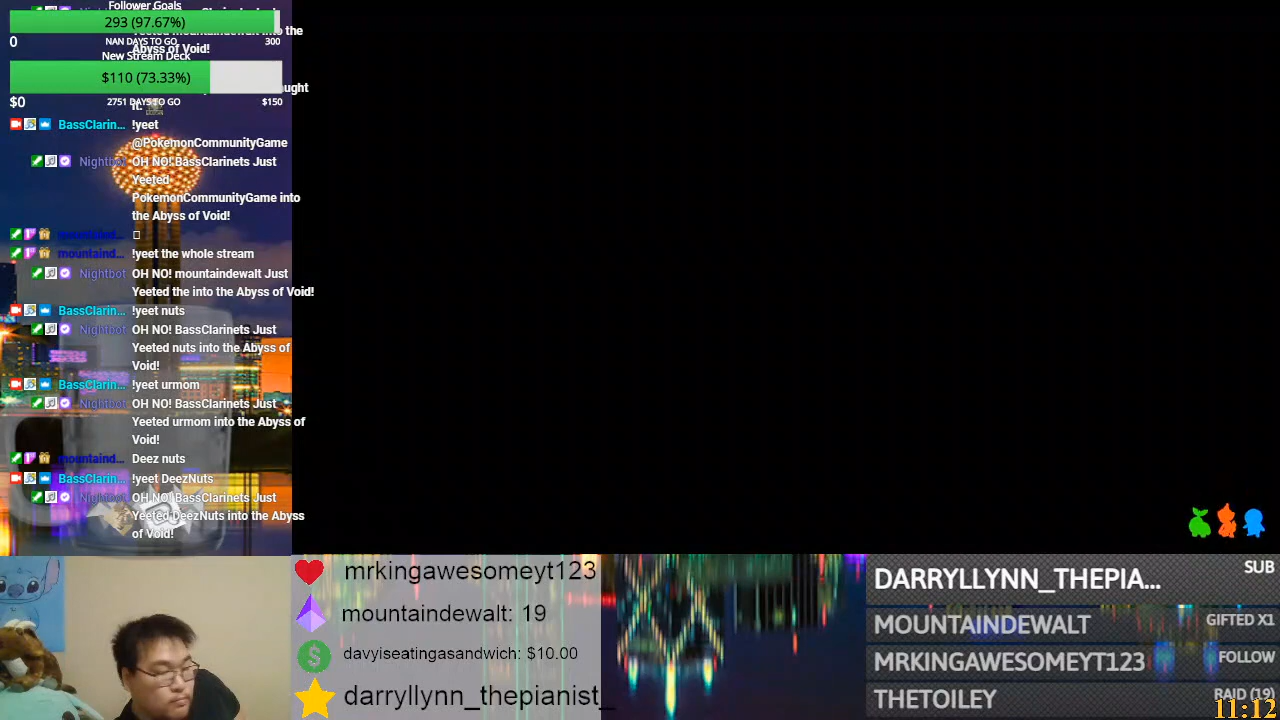 Follower Goals
293 (97.67%)
the
0
NAN DAYS TO GO
300
Abyss of Void!
New Stream Deck
$110 (73.33%)
$0
2751 DAYS TO GO
$150
BassClarin... !yeet
@PokemonCommunityGame
Nightbot OH NO! BassClarinets Just
Yeeted
PokemonCommunityGame into
the Abyss of Void!
mountaind... !yeet the whole stream
Nightbot OH NO! mountaindewalt Just
Yeeted the into the Abyss of Void!
BassClarin... !yeet nuts
Nightbot OH NO! BassClarinets Just
Yeeted nuts into the Abyss of
Void!
BassClarin... !yeet urmom
Nightbot OH NO! BassClarinets Just
Yeeted urmom into the Abyss of
Void!
mountaind... Deez nuts
BassClarin... !yeet DeezNuts
Nightbot OH NO! BassClarinets Just
Yeeted DeezNuts into the Abyss
of Void!
mrkingawesomeyt123
mountaindewalt: 19
davyiseatingasandwich: $10.00
darryllynn_thepianist_
DARRYLLYNN_THEPIA... SUB
MOUNTAINDEWALT GIFTED X1
MRKINGAWESOMEYT123 FOLLOW
THETOILEY RAID (19)
11:12